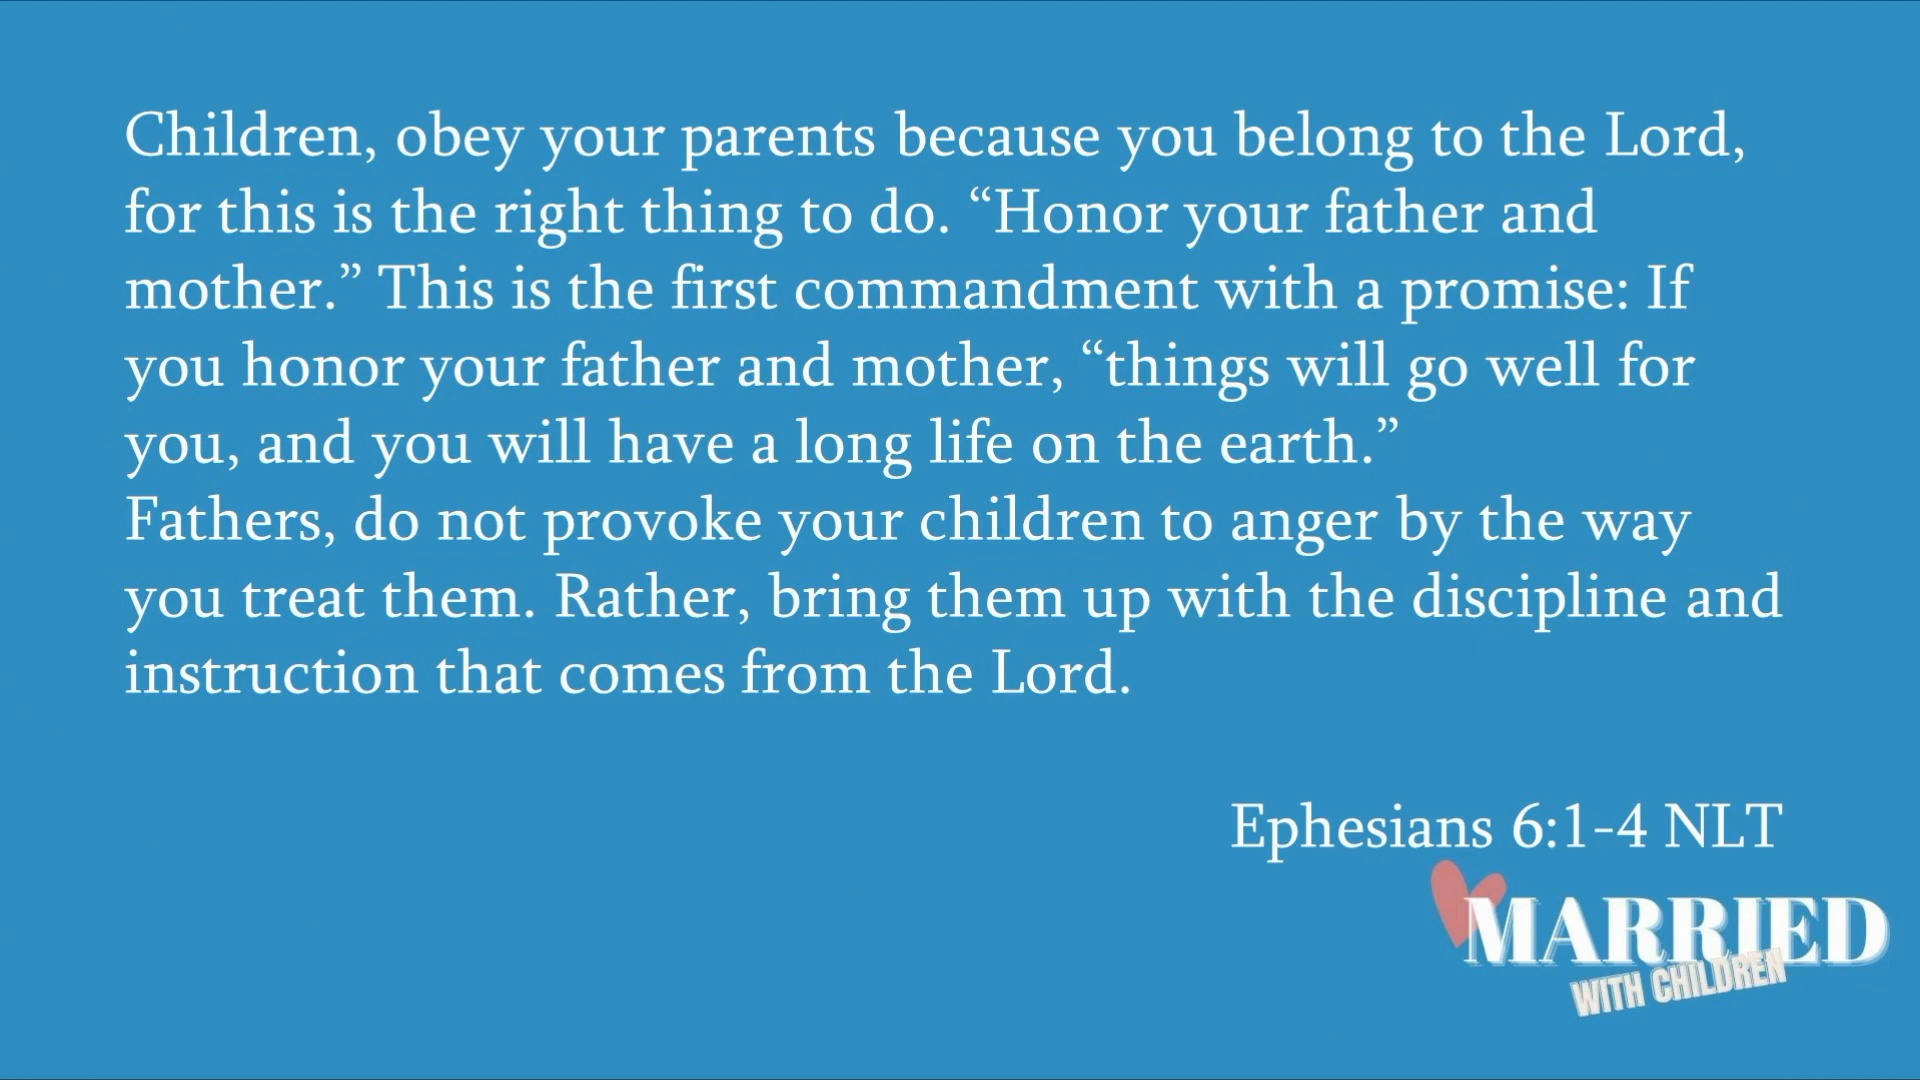 Children, obey your parents because you belong to the Lord,
for this is the right thing to do. “Honor your father and
mother.” This is the first commandment with a promise: If
you honor your father and mother, “things will go well for
you, and you will have a long life on the earth.”
Fathers, do not provoke your children to anger by the way
you treat them. Rather, bring them up with the discipline and
instruction that comes from the Lord.
Ephesians 6:1-4 NLT
MARRIED
WITH CHILDREN